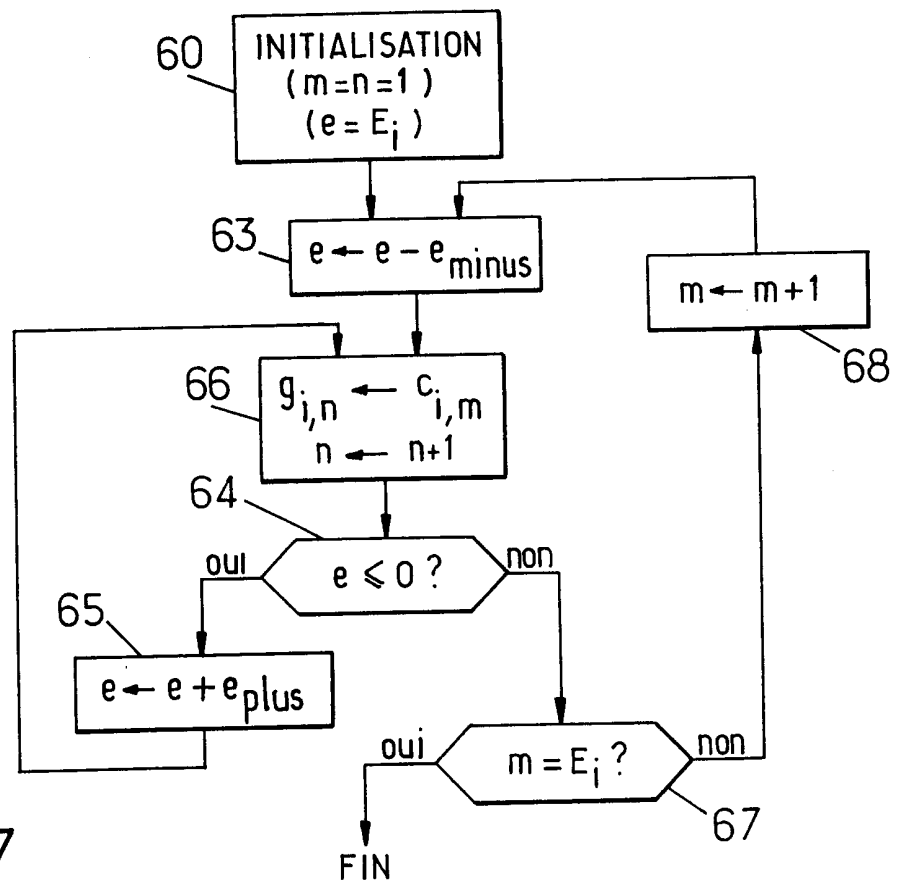 60
INITIALISATION
(m=n=1)
(e = E_i)
63
e ← e − e_minus
m ← m+1
68
66
g_i,n ← c_i,m
n ← n+1
64
oui
e ⩽ 0 ?
non
65
e ← e + e_plus
oui
m = E_i ?
non
67
FIN
7